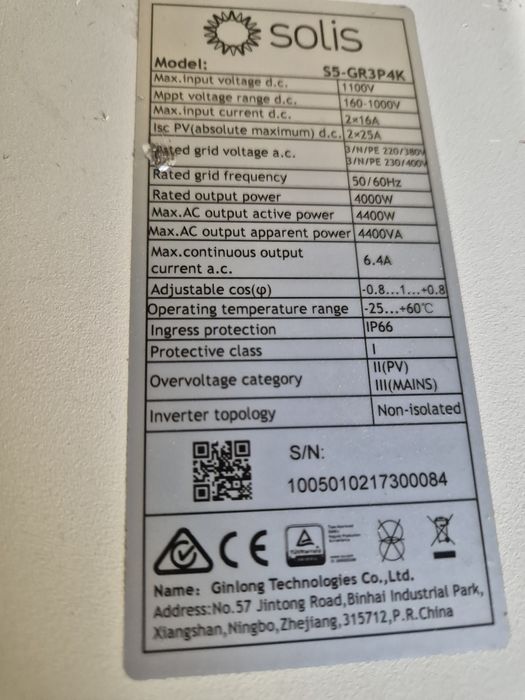 solis
Model: S5-GR3P4K
Max.input voltage d.c. 1100V
Mppt voltage range d.c. 160-1000V
Max.input current d.c. 2×16A
Isc PV(absolute maximum) d.c. 2×25A
Rated grid voltage a.c. 3/N/PE 220/380V
3/N/PE 230/400V
Rated grid frequency 50/60Hz
Rated output power 4000W
Max.AC output active power 4400W
Max.AC output apparent power 4400VA
Max.continuous output
current a.c. 6.4A
Adjustable cos(φ) -0.8...1...+0.8
Operating temperature range -25...+60℃
Ingress protection IP66
Protective class I
Overvoltage category II(PV)
III(MAINS)
Inverter topology Non-isolated
S/N:
1005010217300084
CE
Name: Ginlong Technologies Co.,Ltd.
Address:No.57 Jintong Road,Binhai Industrial Park,
Xiangshan,Ningbo,Zhejiang,315712,P.R.China